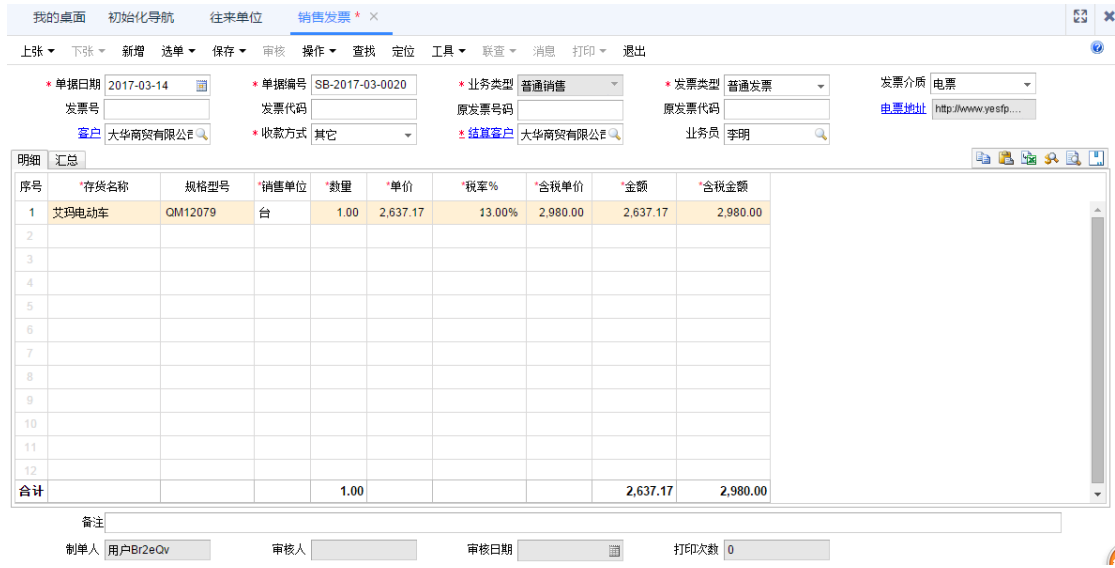 我的桌面 初始化导航 往来单位 销售发票 * ×
上张 下张 新增 选单 保存 审核 操作 查找 定位 工具 联查 消息 打印 退出
* 单据日期 2017-03-14 * 单据编号 SB-2017-03-0020 * 业务类型 普通销售 * 发票类型 普通发票 发票介质 电票
发票号 发票代码 原发票号码 原发票代码 电票地址 http://www.yesfp....
客户 大华商贸有限公司 * 收款方式 其它 * 结算客户 大华商贸有限公司 业务员 李明
明细 汇总
序号 *存货名称 规格型号 *销售单位 *数量 *单价 *税率% *含税单价 *金额 *含税金额
1 艾玛电动车 QM12079 台 1.00 2,637.17 13.00% 2,980.00 2,637.17 2,980.00
2
3
4
5
6
7
8
9
10
11
12
合计 1.00 2,637.17 2,980.00
备注
制单人 用户Br2eQv 审核人 审核日期 打印次数 0